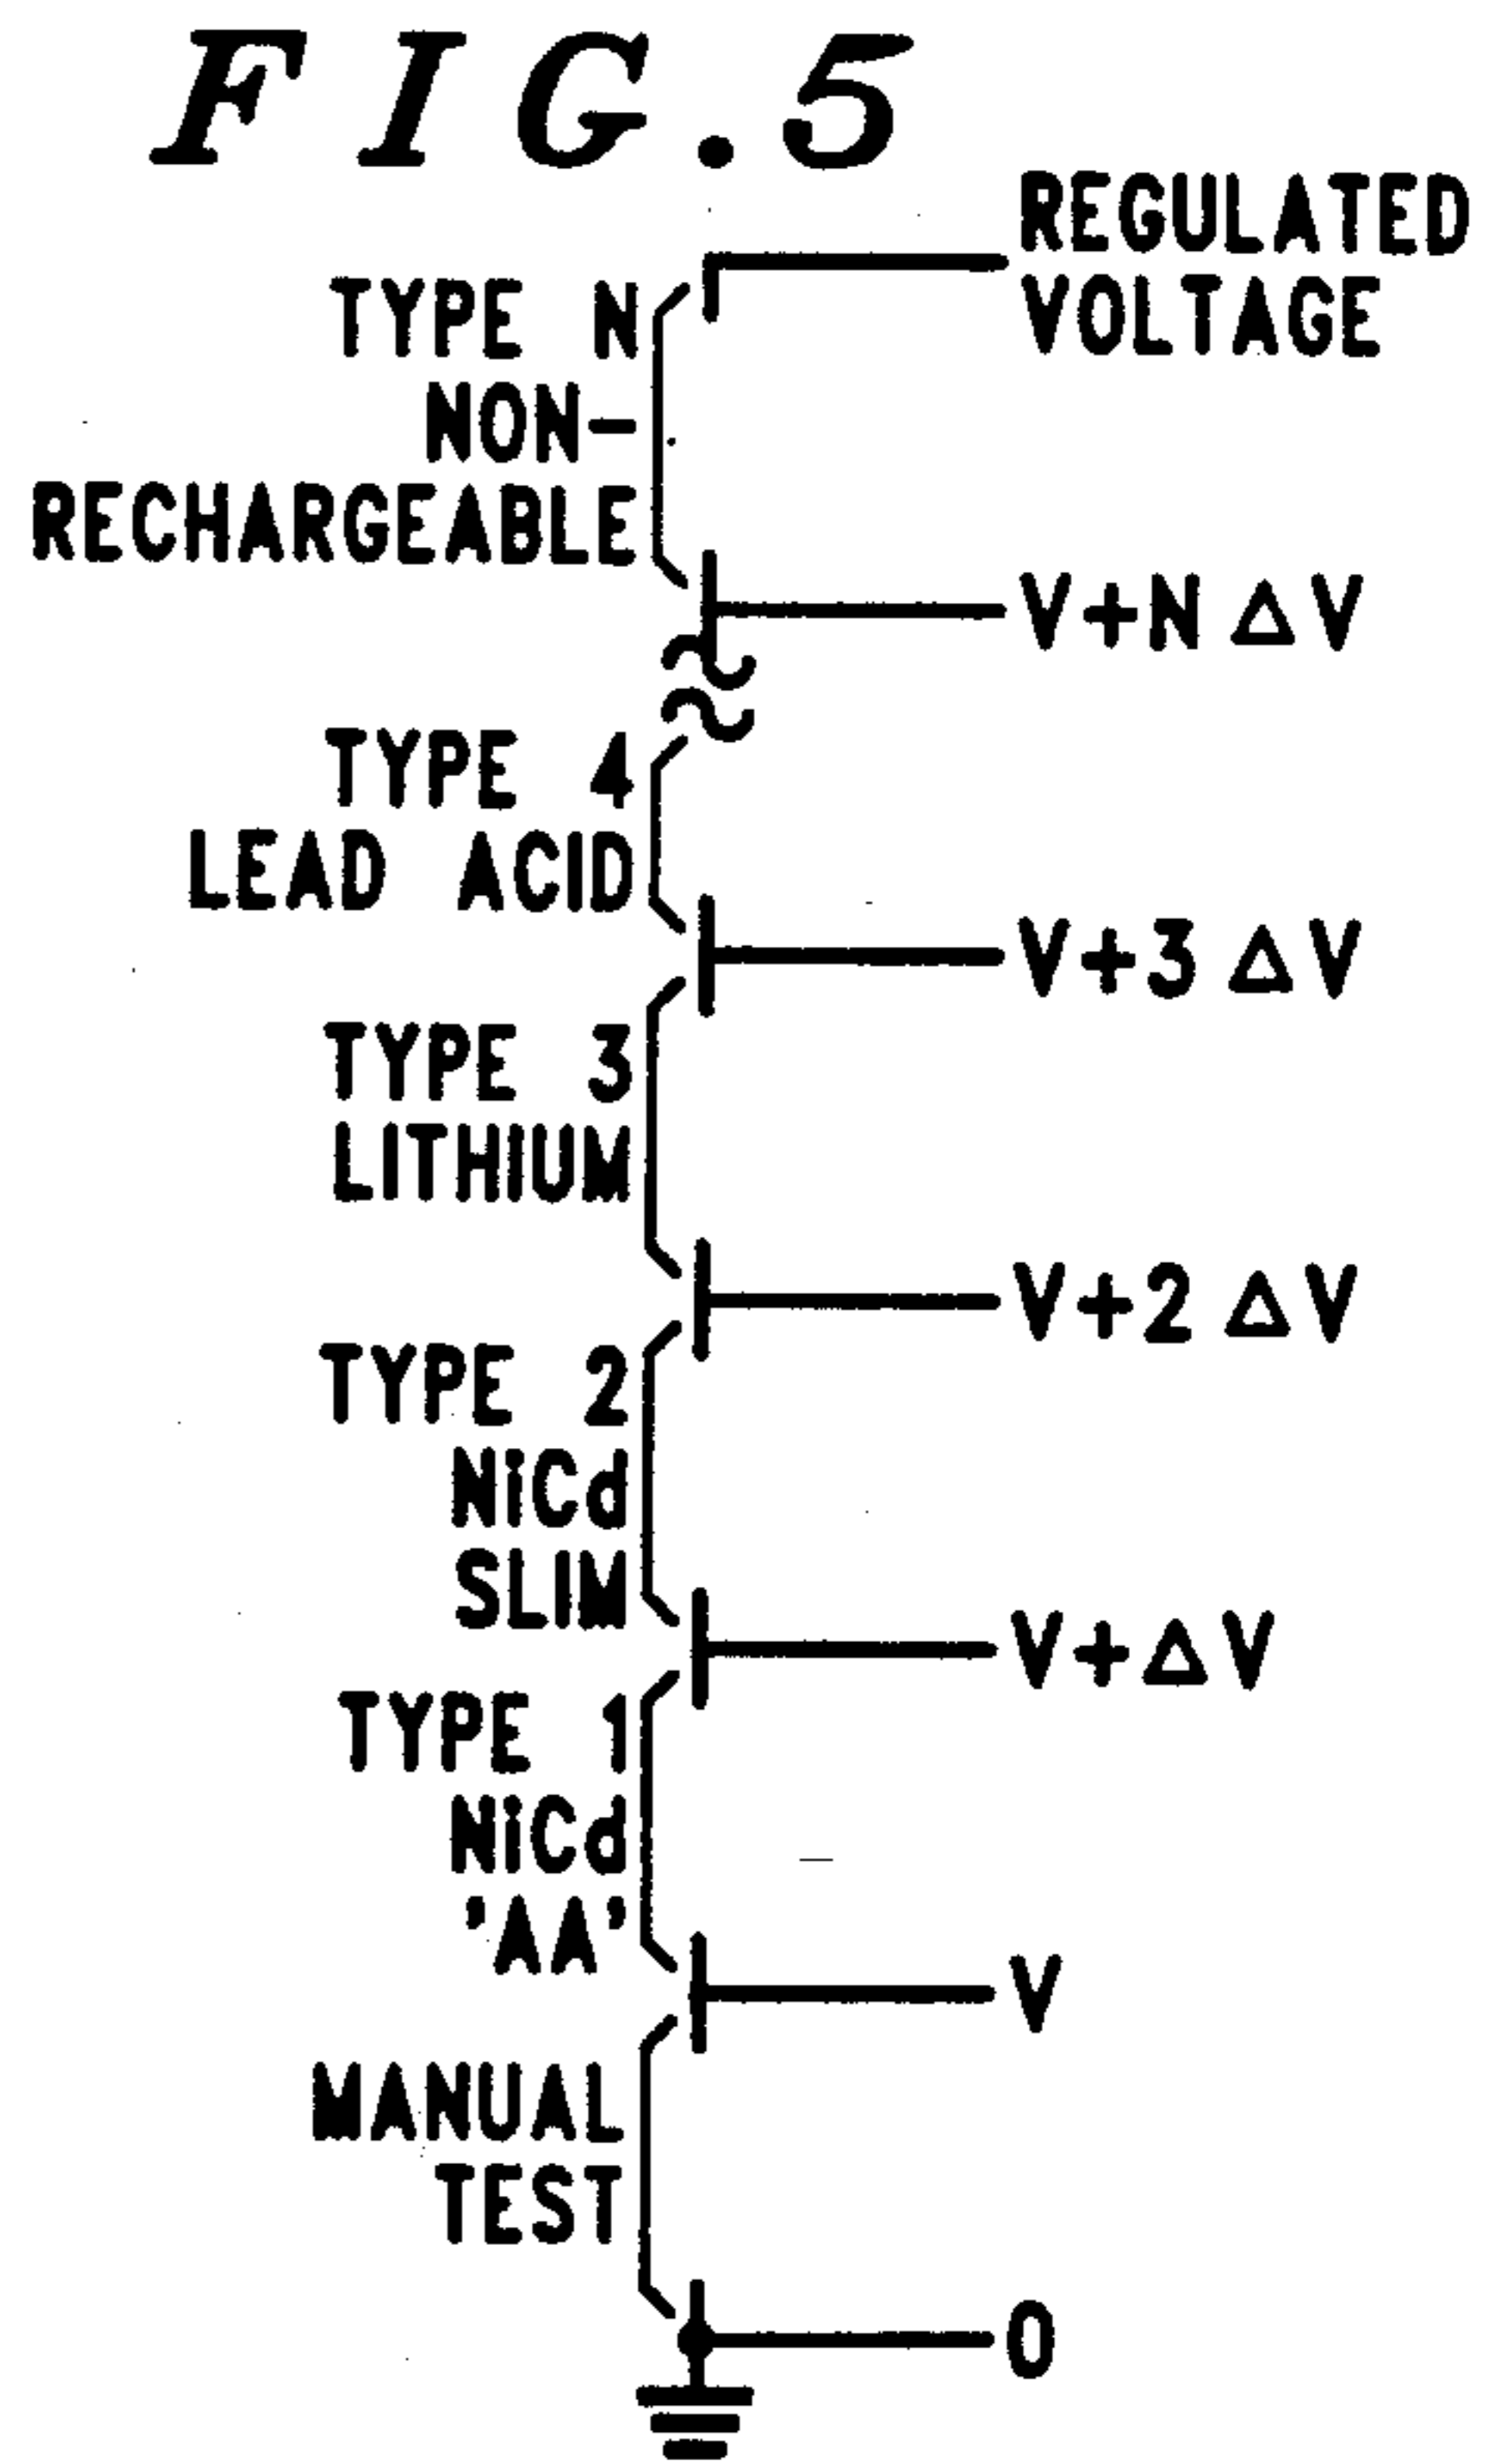 FIG.5
REGULATED
VOLTAGE
TYPE N
NON-
RECHARGEABLE
V+N ΔV
TYPE 4
LEAD ACID
V+3 ΔV
TYPE 3
LITHIUM
V+2 ΔV
TYPE 2
NiCd
SLIM
V+ΔV
TYPE 1
NiCd
'AA'
V
MANUAL
TEST
0